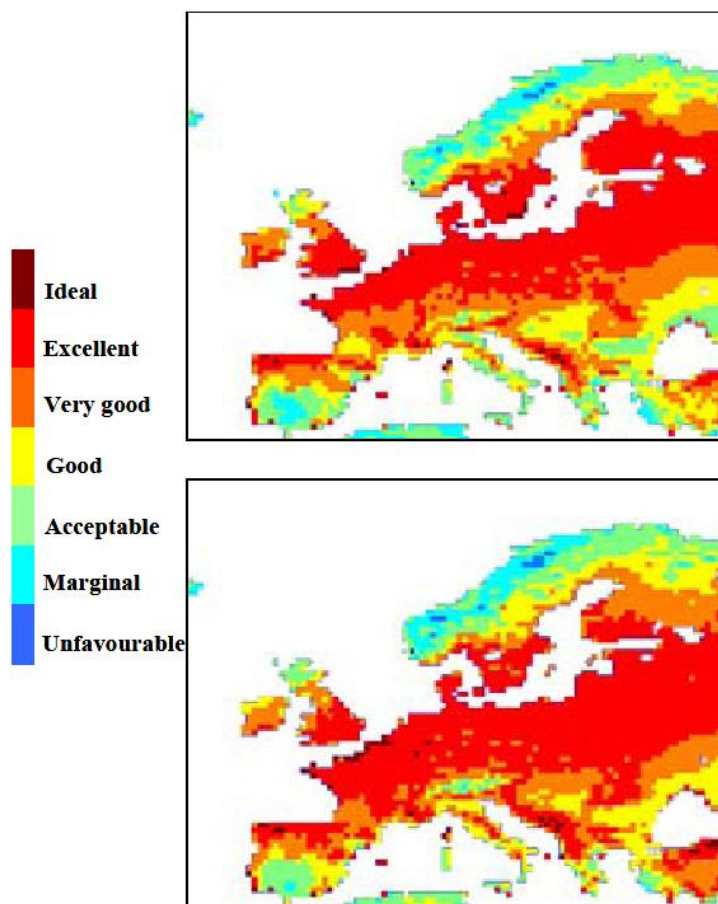 Ideal
Excellent
Very good
Good
Acceptable
Marginal
Unfavourable